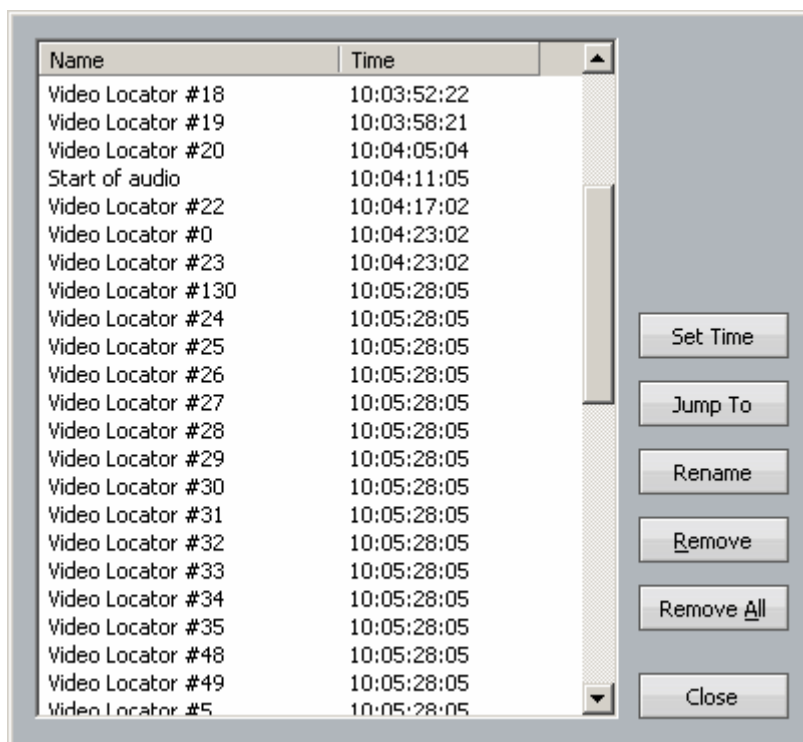 Name Time
Video Locator #18 10:03:52:22
Video Locator #19 10:03:58:21
Video Locator #20 10:04:05:04
Start of audio 10:04:11:05
Video Locator #22 10:04:17:02
Video Locator #0 10:04:23:02
Video Locator #23 10:04:23:02
Video Locator #130 10:05:28:05
Video Locator #24 10:05:28:05
Video Locator #25 10:05:28:05
Video Locator #26 10:05:28:05
Video Locator #27 10:05:28:05
Video Locator #28 10:05:28:05
Video Locator #29 10:05:28:05
Video Locator #30 10:05:28:05
Video Locator #31 10:05:28:05
Video Locator #32 10:05:28:05
Video Locator #33 10:05:28:05
Video Locator #34 10:05:28:05
Video Locator #35 10:05:28:05
Video Locator #48 10:05:28:05
Video Locator #49 10:05:28:05
Video Locator #5 10:05:28:05
Set Time
Jump To
Rename
Remove
Remove All
Close